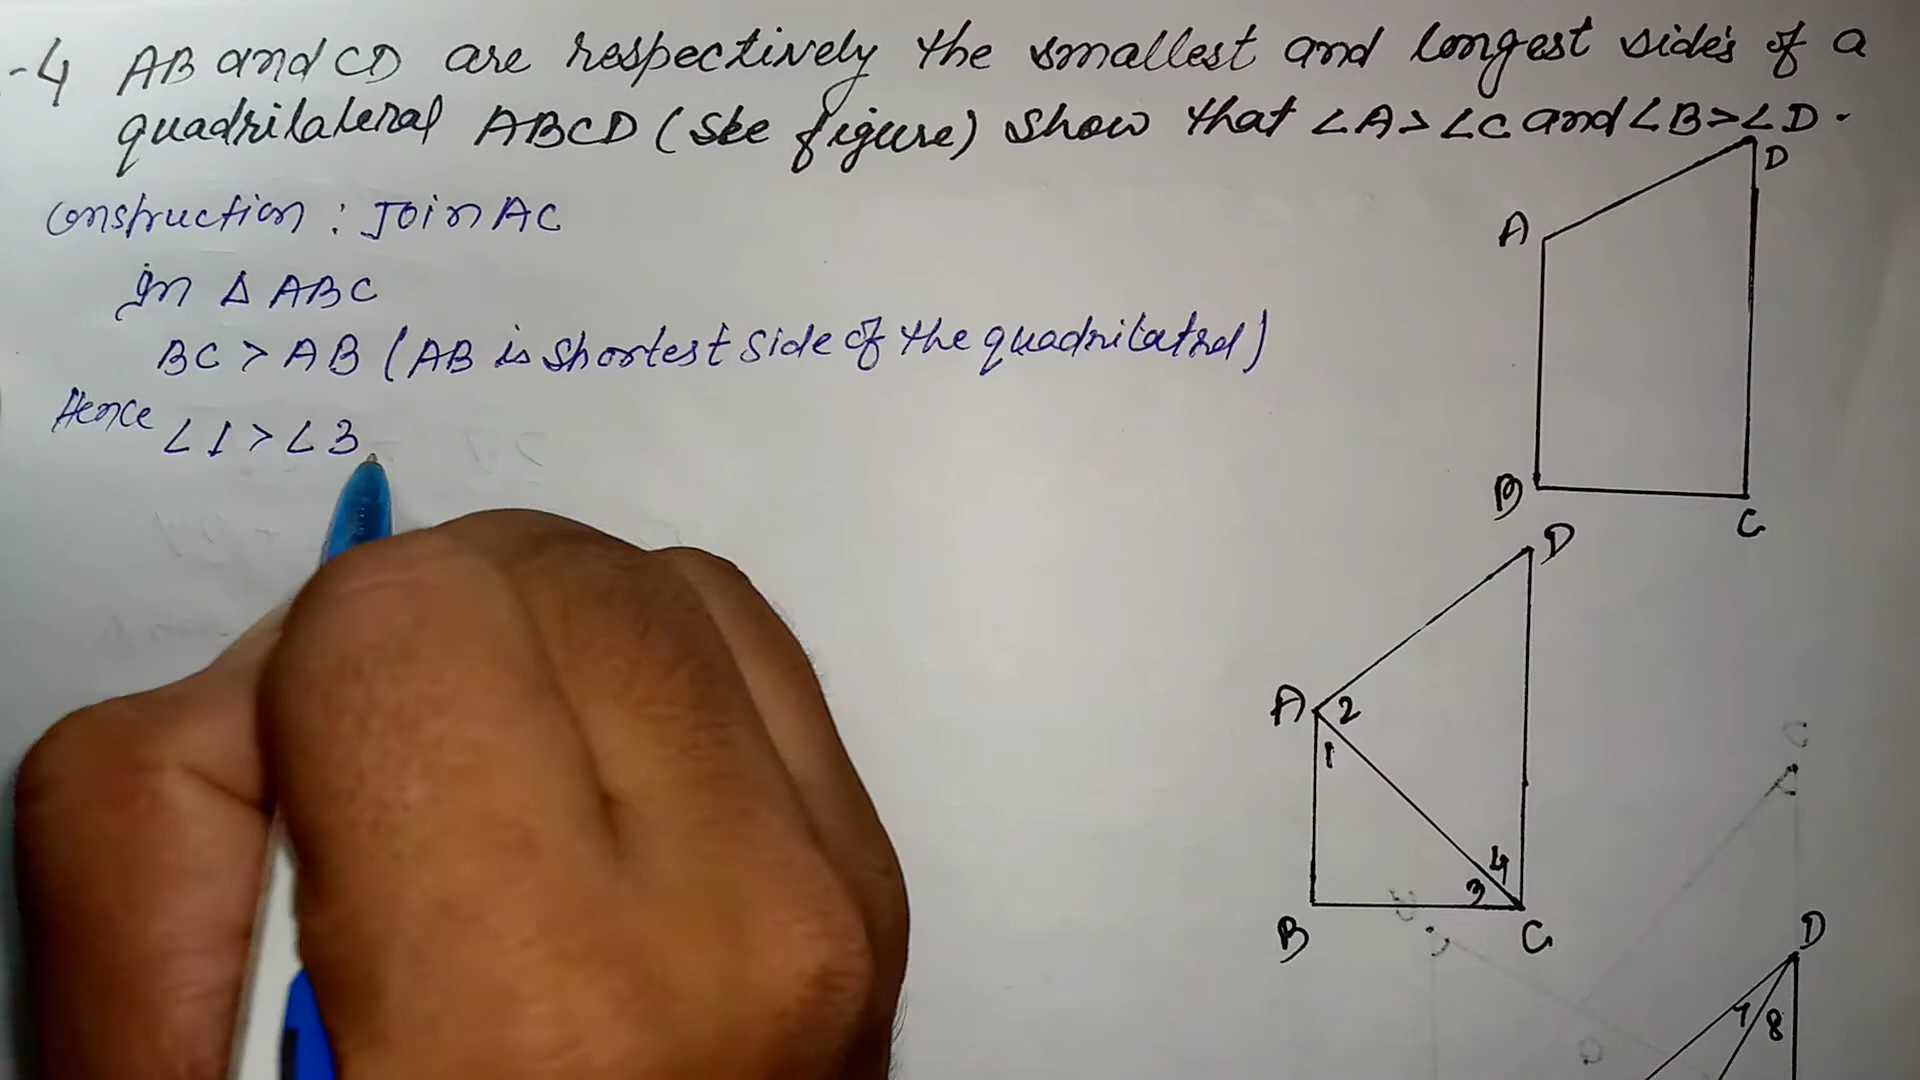 -4 AB and CD are respectively the smallest and longest sides of a
quadrilateral ABCD (See figure) Show that ∠A>∠C and ∠B>∠D.
Construction : Join AC
In Δ ABC
BC > AB (AB is shortest side of the quadrilatral)
Hence ∠1 > ∠3
D
A
B
C
D
A 2
1
4
3
B
C
D
7 8